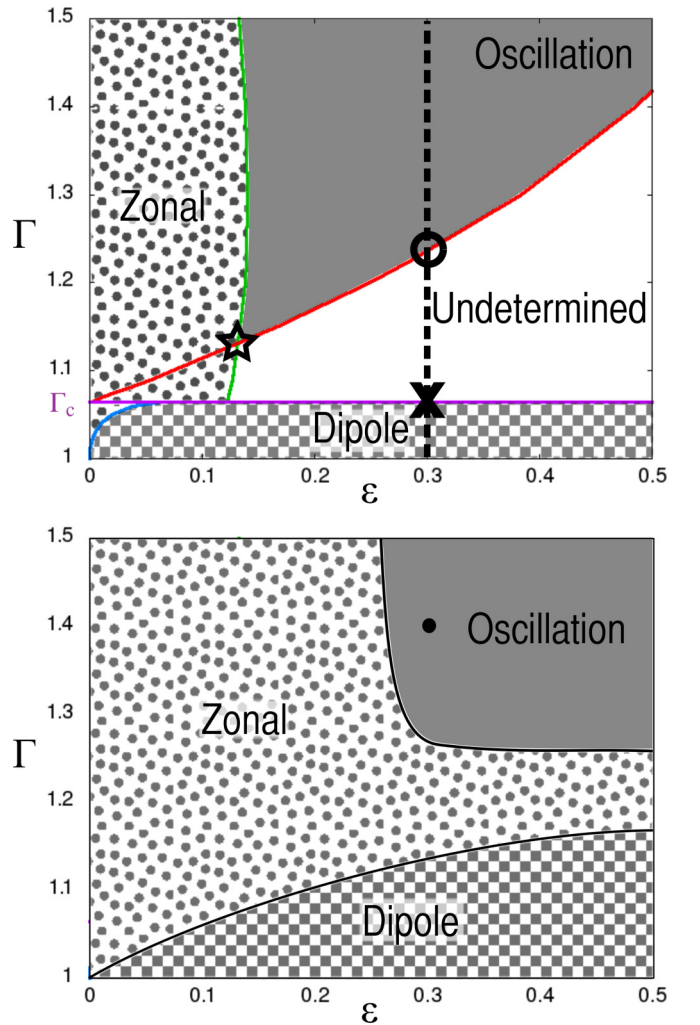 1.5
Oscillation
1.4
1.3
Zonal
Γ
1.2
Undetermined
1.1
Γc
Dipole
1
0 0.1 0.2 0.3 0.4 0.5
ε
1.5
1.4
Oscillation
1.3
Zonal
Γ
1.2
1.1
Dipole
1
0 0.1 0.2 0.3 0.4 0.5
ε